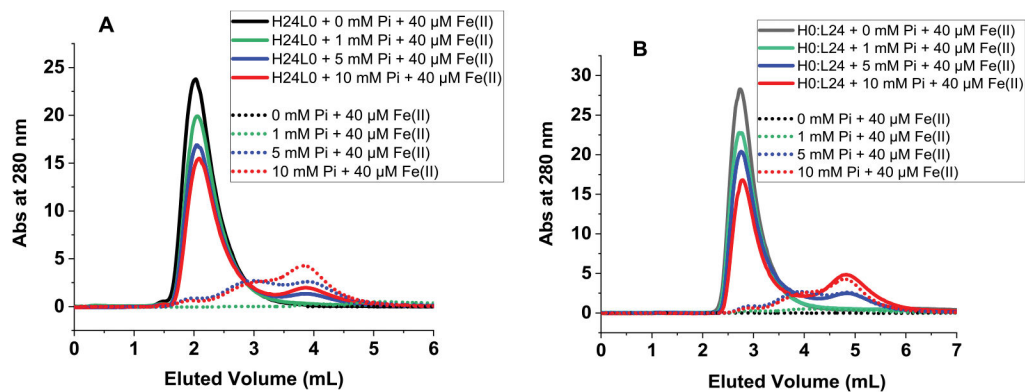 A
H24L0 + 0 mM Pi + 40 µM Fe(II)
H24L0 + 1 mM Pi + 40 µM Fe(II)
H24L0 + 5 mM Pi + 40 µM Fe(II)
H24L0 + 10 mM Pi + 40 µM Fe(II)
0 mM Pi + 40 µM Fe(II)
1 mM Pi + 40 µM Fe(II)
5 mM Pi + 40 µM Fe(II)
10 mM Pi + 40 µM Fe(II)
Abs at 280 nm
25
20
15
10
5
0
0 1 2 3 4 5 6
Eluted Volume (mL)
B
H0:L24 + 0 mM Pi + 40 µM Fe(II)
H0:L24 + 1 mM Pi + 40 µM Fe(II)
H0:L24 + 5 mM Pi + 40 µM Fe(II)
H0:L24 + 10 mM Pi + 40 µM Fe(II)
0 mM Pi + 40 µM Fe(II)
1 mM Pi + 40 µM Fe(II)
5 mM Pi + 40 µM Fe(II)
10 mM Pi + 40 µM Fe(II)
Abs at 280 nm
30
25
20
15
10
5
0
0 1 2 3 4 5 6 7
Eluted Volume (mL)